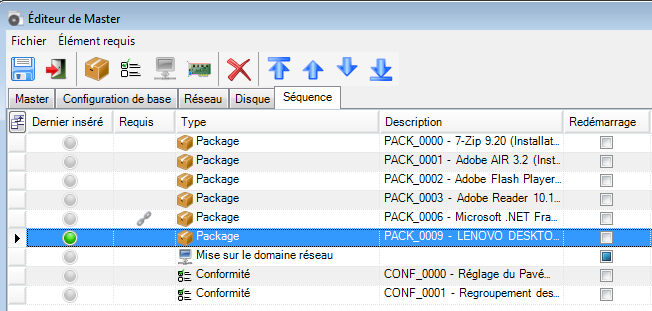 Éditeur de Master
Fichier Élément requis
Master Configuration de base Réseau Disque Séquence
Dernier inséré Requis Type Description Redémarrage
Package PACK_0000 - 7-Zip 9.20 (Installat...
Package PACK_0001 - Adobe AIR 3.2 (Inst...
Package PACK_0002 - Adobe Flash Player...
Package PACK_0003 - Adobe Reader 10.1...
Package PACK_0006 - Microsoft .NET Fra...
Package PACK_0009 - LENOVO DESKTO...
Mise sur le domaine réseau
Conformité CONF_0000 - Réglage du Pavé...
Conformité CONF_0001 - Regroupement des...